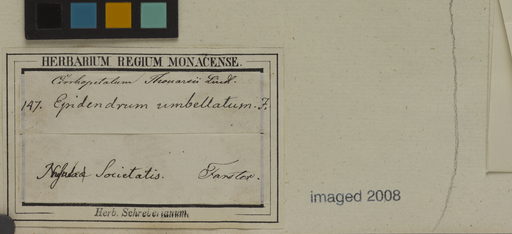 HERBARIUM REGIUM MONACENSE.
Cirrhopetalum Thouarsii Lindl.
147. Epidendrum umbellatum. F.
Societatis. Forster.
Herb. Schreberianum.
imaged 2008